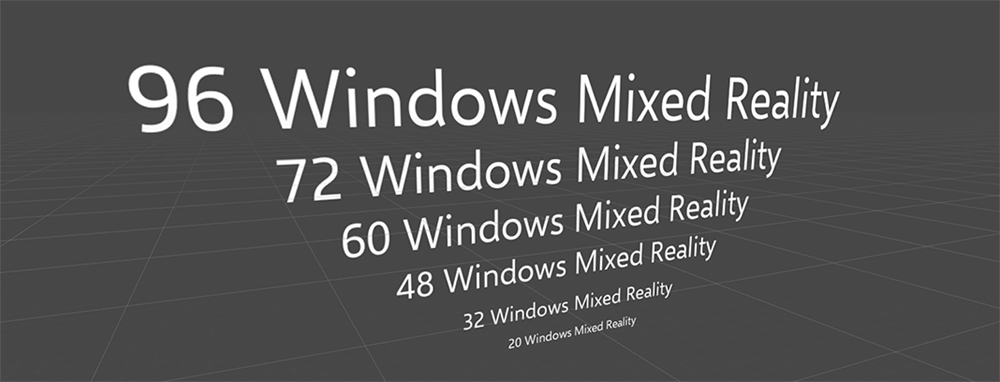 96 Windows Mixed Reality
72 Windows Mixed Reality
60 Windows Mixed Reality
48 Windows Mixed Reality
32 Windows Mixed Reality
20 Windows Mixed Reality